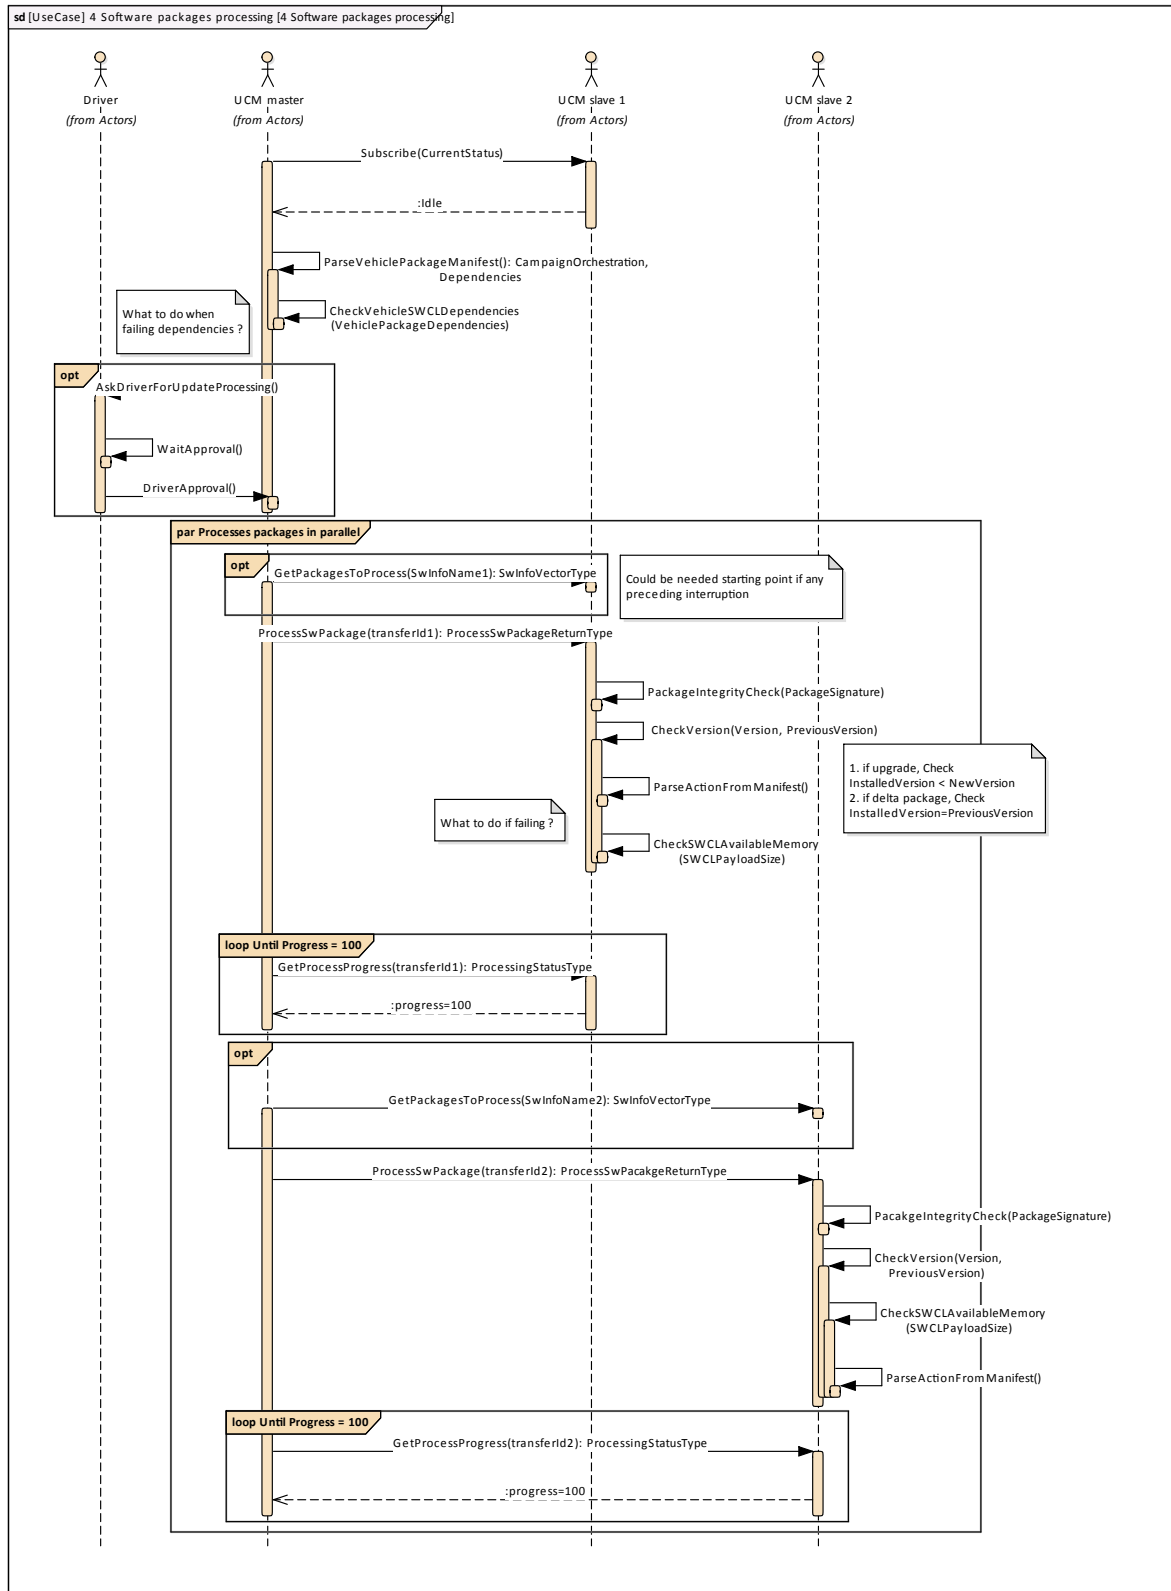 sd [UseCase] 4 Software packages processing [4 Software packages processing]
Driver
(from Actors)
UCM master
(from Actors)
UCM slave 1
(from Actors)
UCM slave 2
(from Actors)
Subscribe(CurrentStatus)
:Idle
ParseVehiclePackageManifest(): CampaignOrchestration,
Dependencies
What to do when
failing dependencies ?
CheckVehicleSWCLDependencies
(VehiclePackageDependencies)
opt
AskDriverForUpdateProcessing()
WaitApproval()
DriverApproval()
par Processes packages in parallel
opt
GetPackagesToProcess(SwInfoName1): SwInfoVectorType
Could be needed starting point if any
preceding interruption
ProcessSwPackage(transferId1): ProcessSwPackageReturnType
PackageIntegrityCheck(PackageSignature)
CheckVersion(Version, PreviousVersion)
1. if upgrade, Check
InstalledVersion < NewVersion
2. if delta package, Check
InstalledVersion=PreviousVersion
ParseActionFromManifest()
What to do if failing ?
CheckSWCLAvailableMemory
(SWCLPayloadSize)
loop Until Progress = 100
GetProcessProgress(transferId1): ProcessingStatusType
:progress=100
opt
GetPackagesToProcess(SwInfoName2): SwInfoVectorType
ProcessSwPackage(transferId2): ProcessSwPacakgeReturnType
PacakgeIntegrityCheck(PackageSignature)
CheckVersion(Version,
PreviousVersion)
CheckSWCLAvailableMemory
(SWCLPayloadSize)
ParseActionFromManifest()
loop Until Progress = 100
GetProcessProgress(transferId2): ProcessingStatusType
:progress=100